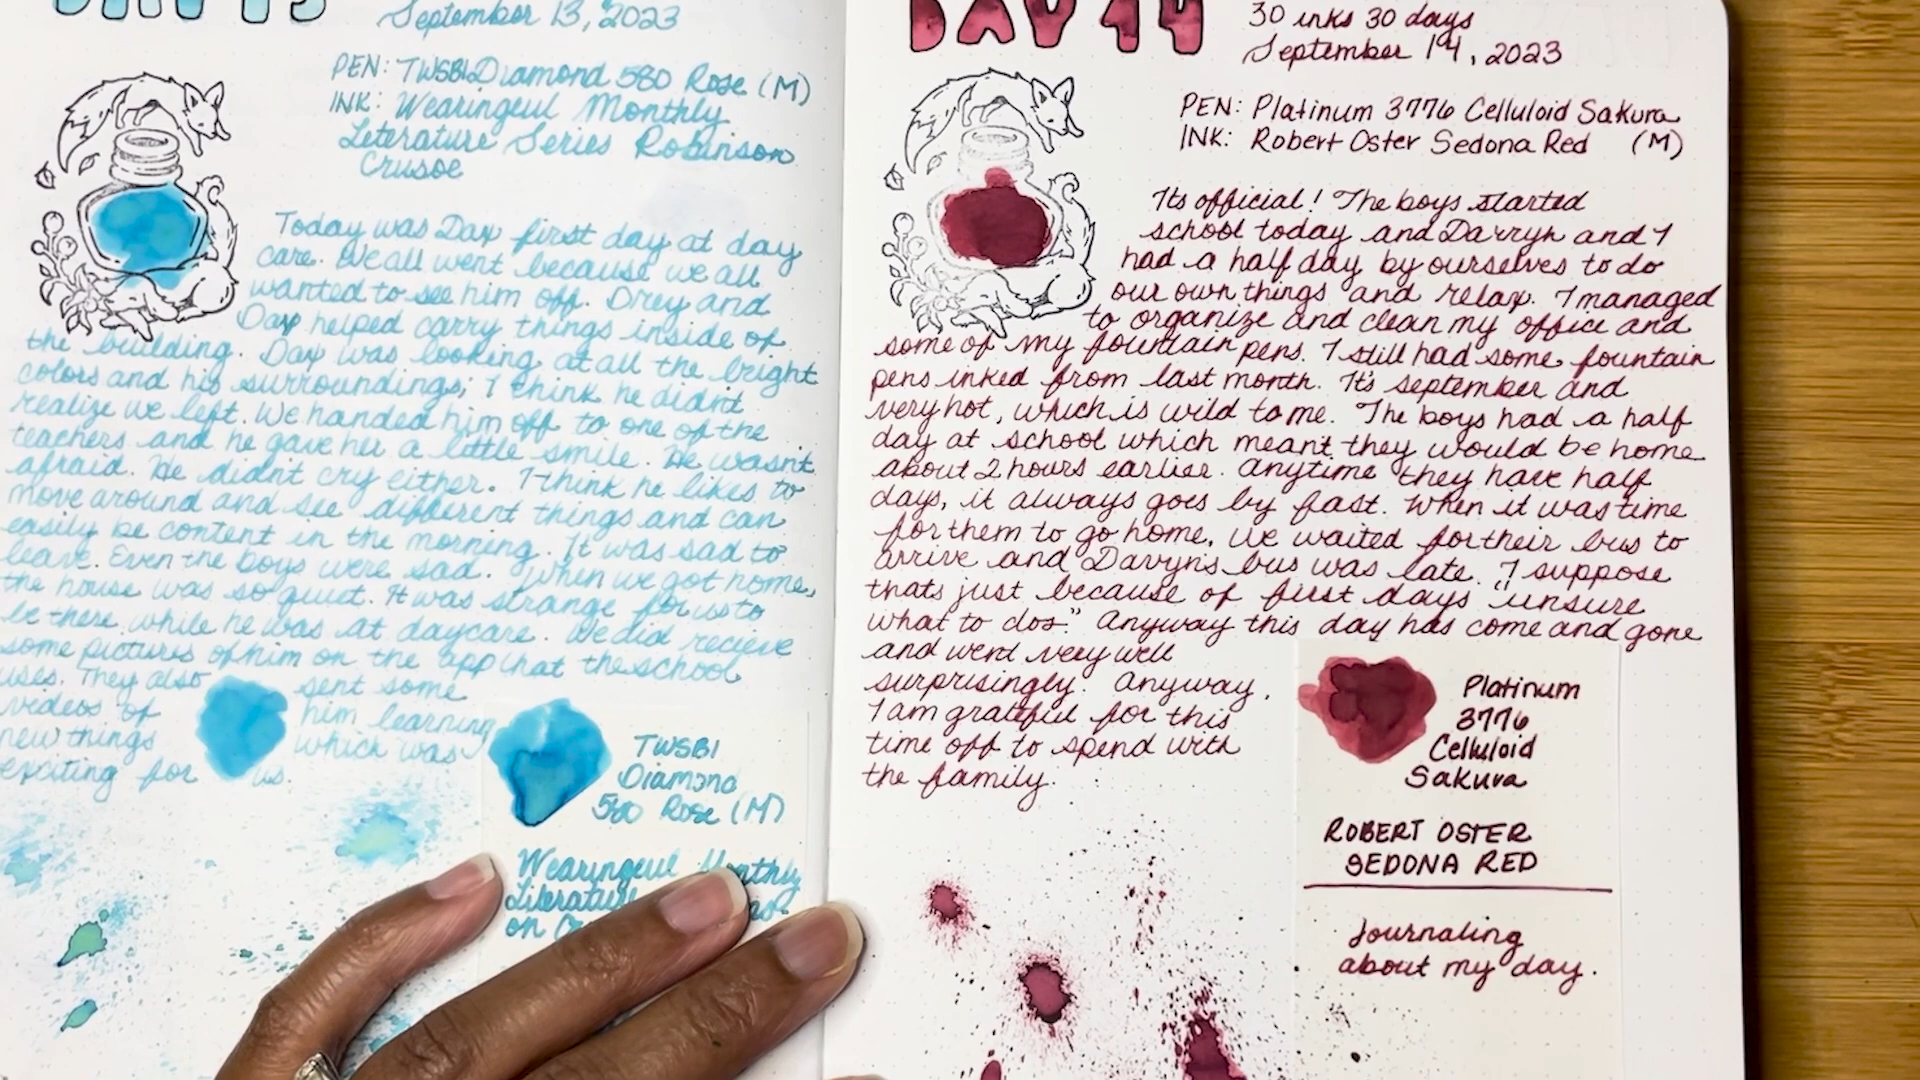 DAY 13
September 13, 2023
PEN: TWSBI Diamond 580 Rose (M)
INK: Wearingeul Monthly
Leterature Series Robinson
Crusoe
Today was Dax first day at day
care. We all went because we all
wanted to see him off. Drey and
Dax helped carry things inside of
the building. Dax was looking at all the bright
colors and his surroundings; I think he didn't
realize we left. We handed him off to one of the
teachers and he gave her a little smile. He wasn't
afraid. He didn't cry either. I think he likes to
move around and see different things and can
easily be content in the morning. It was sad to
leave. Even the boys were sad. When we got home,
the house was so quiet. It was strange for us to
be there while he was at daycare. We did recieve
some pictures of him on the app that the school
uses. They also sent some
videos of him learning
new things which was
exciting for us.
TWSBI
Diamond
580 Rose (M)
Wearingeul Monthly
Literature
on
DAY 14
30 inks 30 days
September 14, 2023
PEN: Platinum 3776 Celluloid Sakura
INK: Robert Oster Sedona Red (M)
Its official! The boys started
school today and Darryn and I
had a half day by ourselves to do
our own things and relax. I managed
to organize and clean my office and
some of my fountain pens. I still had some fountain
pens inked from last month. It's september and
very hot, which is wild to me. The boys had a half
day at school which meant they would be home
about 2 hours earlier. Anytime they have half
days, it always goes by fast. When it was time
for them to go home, we waited for their bus to
arrive and Davyn's bus was late. I suppose
thats just because of first days "unsure
what to dos." Anyway this day has come and gone
and went very well
surprisingly. Anyway,
I am grateful for this
time off to spend with
the family.
Platinum
3776
Celluloid
Sakura
ROBERT OSTER
SEDONA RED
Journaling
about my day.